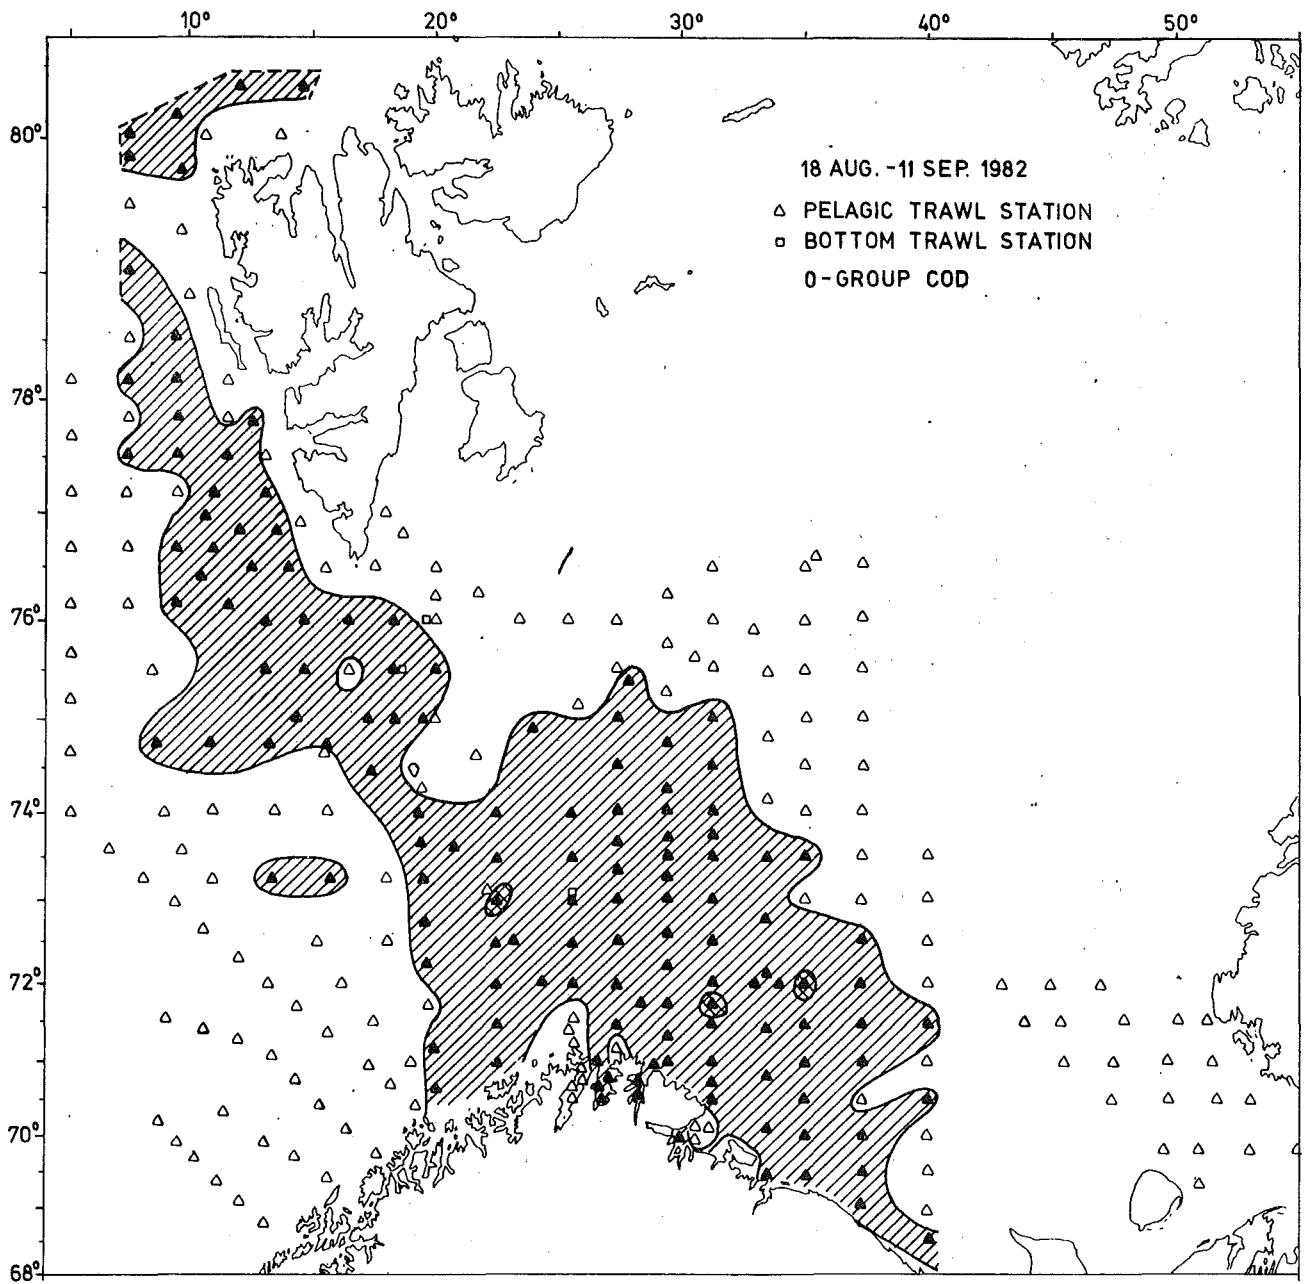 10° 20° 30° 40° 50°
80°
18 AUG. -11 SEP. 1982
△ PELAGIC TRAWL STATION
□ BOTTOM TRAWL STATION
0-GROUP COD
78°
76°
74°
72°
70°
68°